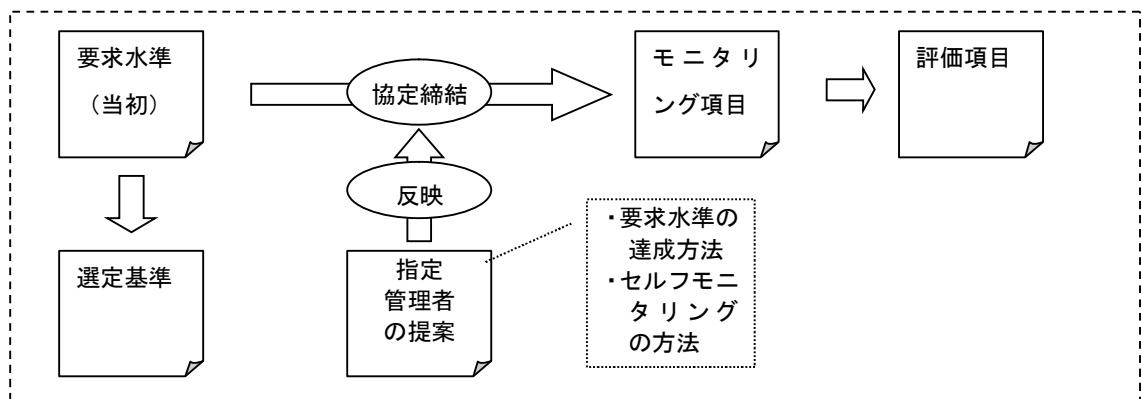 要求水準
（当初）
協定締結
モニタリ
ング項目
評価項目
反映
選定基準
指定
管理者
の提案
・要求水準の
達成方法
・セルフモニ
タリング
の方法